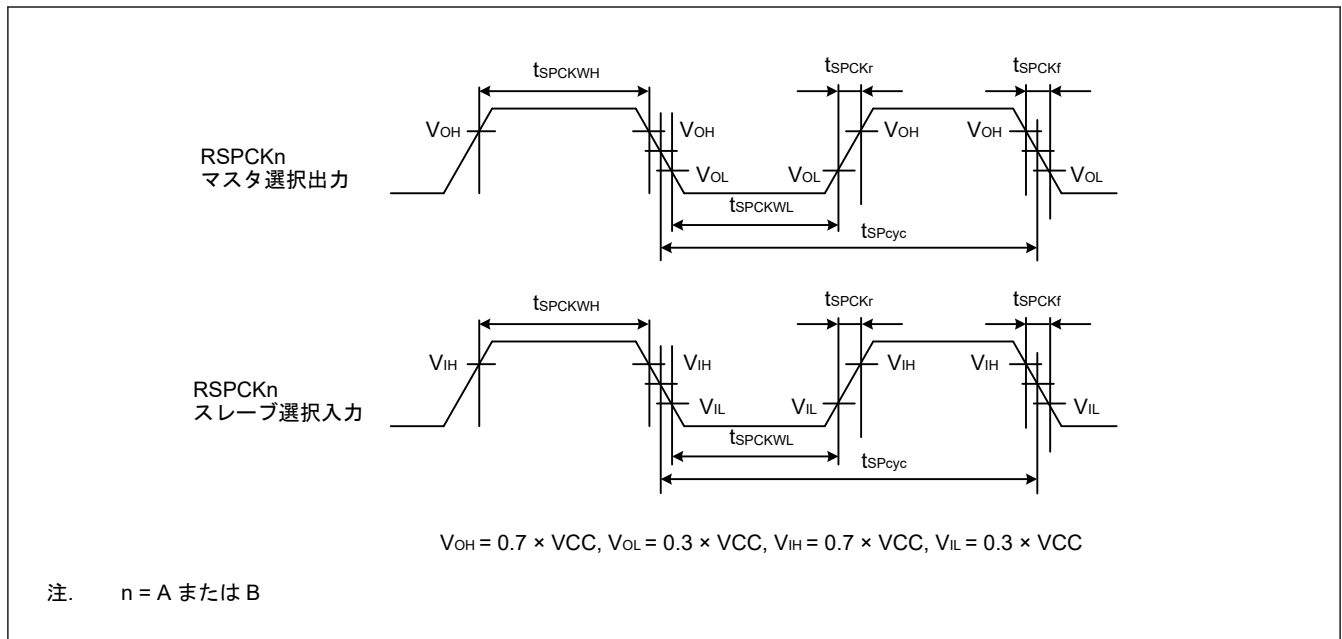 tSPCKWH tSPCKr tSPCKf
VOH VOH VOH VOH
RSPCKn
マスタ選択出力
VOL VOL VOL
tSPCKWL
tSPcyc
tSPCKWH tSPCKr tSPCKf
VIH VIH VIH VIH
RSPCKn
スレーブ選択入力
VIL VIL VIL
tSPCKWL
tSPcyc
VOH = 0.7 × VCC, VOL = 0.3 × VCC, VIH = 0.7 × VCC, VIL = 0.3 × VCC
注. n = A または B